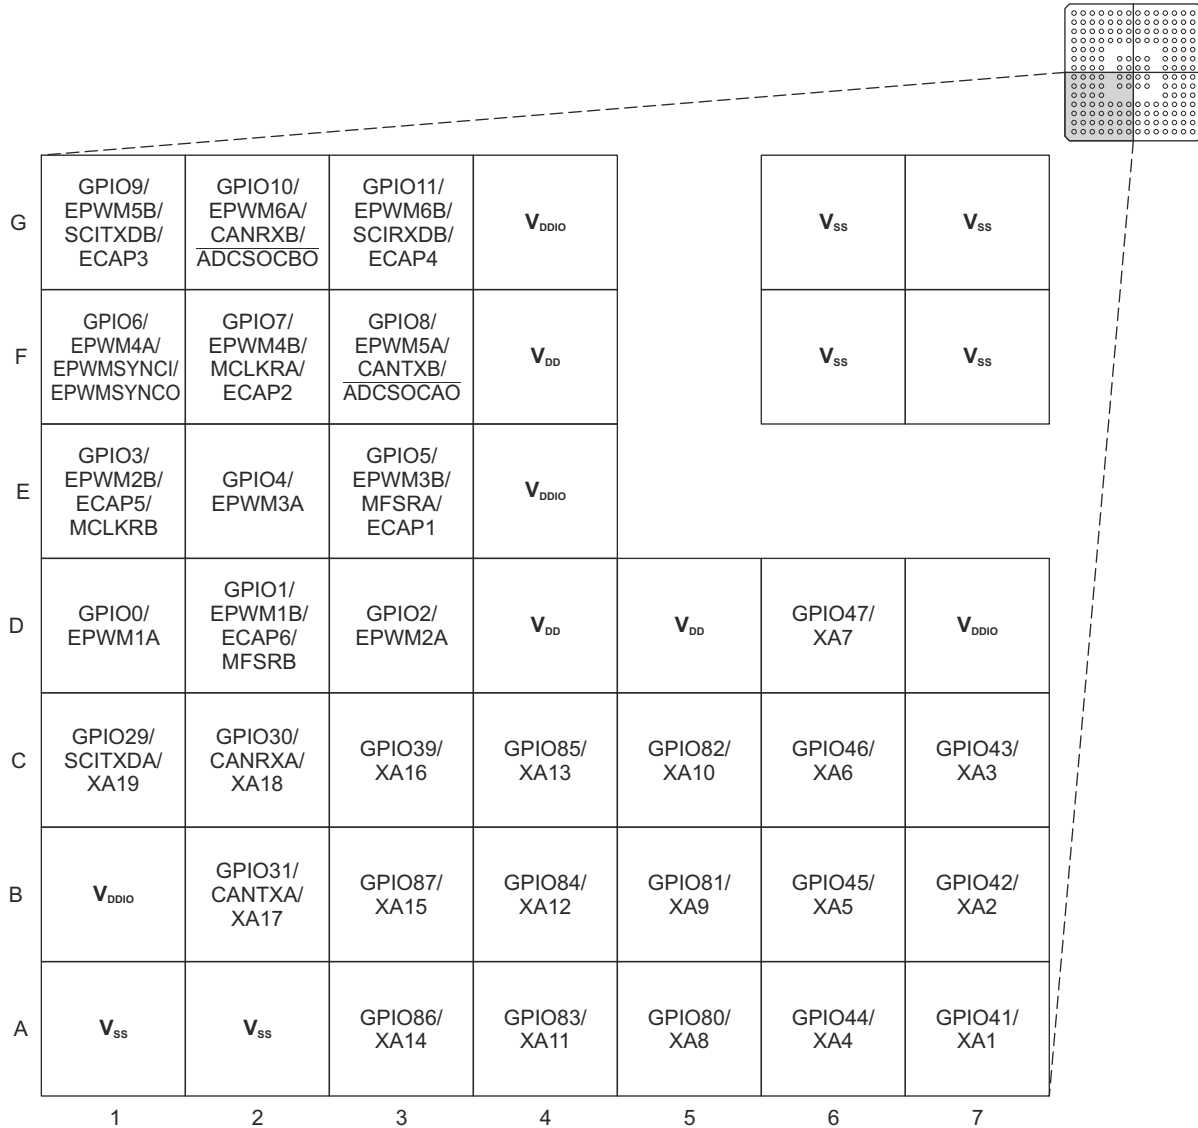 G
GPIO9/
EPWM5B/
SCITXDB/
ECAP3
GPIO10/
EPWM6A/
CANRXB/
ADCSOCBO
GPIO11/
EPWM6B/
SCIRXDB/
ECAP4
VDDIO
VSS
VSS
F
GPIO6/
EPWM4A/
EPWMSYNCI/
EPWMSYNCO
GPIO7/
EPWM4B/
MCLKRA/
ECAP2
GPIO8/
EPWM5A/
CANTXB/
ADCSOCAO
VDD
VSS
VSS
E
GPIO3/
EPWM2B/
ECAP5/
MCLKRB
GPIO4/
EPWM3A
GPIO5/
EPWM3B/
MFSRA/
ECAP1
VDDIO
D
GPIO0/
EPWM1A
GPIO1/
EPWM1B/
ECAP6/
MFSRB
GPIO2/
EPWM2A
VDD
VDD
GPIO47/
XA7
VDDIO
C
GPIO29/
SCITXDA/
XA19
GPIO30/
CANRXA/
XA18
GPIO39/
XA16
GPIO85/
XA13
GPIO82/
XA10
GPIO46/
XA6
GPIO43/
XA3
B
VDDIO
GPIO31/
CANTXA/
XA17
GPIO87/
XA15
GPIO84/
XA12
GPIO81/
XA9
GPIO45/
XA5
GPIO42/
XA2
A
VSS
VSS
GPIO86/
XA14
GPIO83/
XA11
GPIO80/
XA8
GPIO44/
XA4
GPIO41/
XA1
1 2 3 4 5 6 7